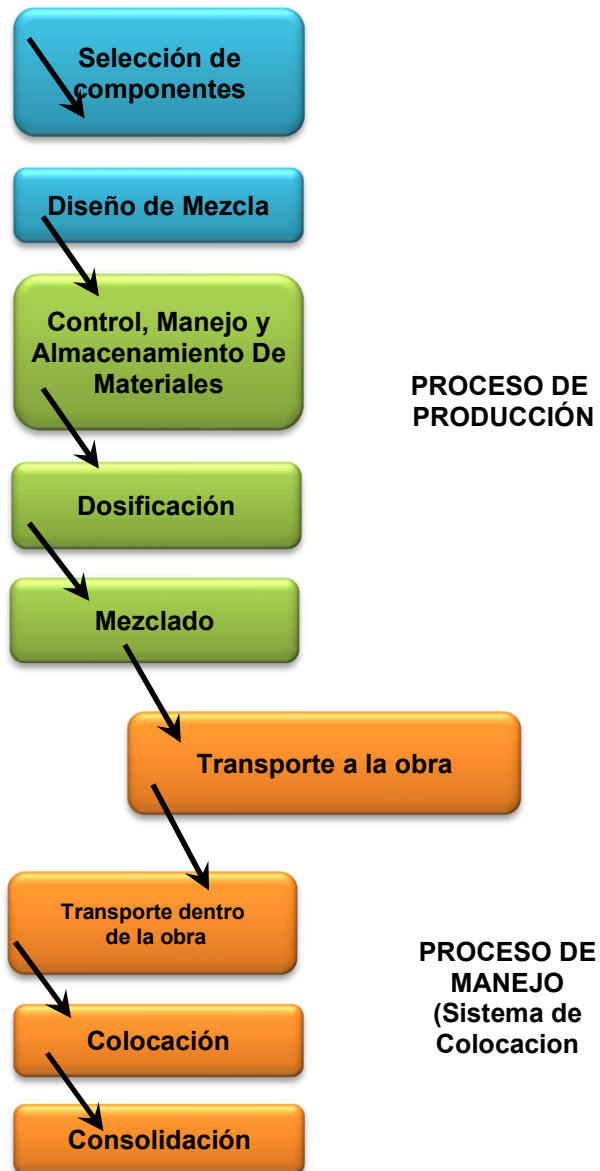 Selección de
componentes
Diseño de Mezcla
Control, Manejo y
Almacenamiento De
Materiales
PROCESO DE
PRODUCCIÓN
Dosificación
Mezclado
Transporte a la obra
Transporte dentro
de la obra
PROCESO DE
MANEJO
(Sistema de
Colocacion
Colocación
Consolidación